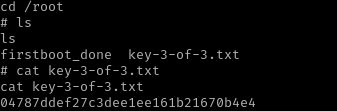 cd /root
# ls
ls
firstboot_done  key-3-of-3.txt
# cat key-3-of-3.txt
cat key-3-of-3.txt
04787ddef27c3dee1ee161b21670b4e4